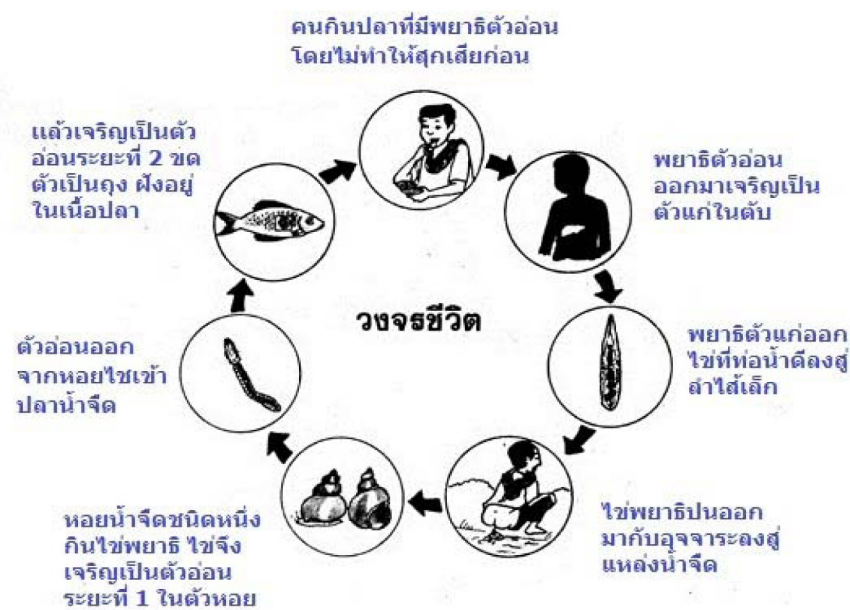 คนกินปลาที่มีพยาธิตัวอ่อน
โดยไม่ทำให้สุกเสียก่อน
พยาธิตัวอ่อน
ออกมาเจริญเป็น
ตัวแก่ในตับ
พยาธิตัวแก่ออก
ไข่ที่ท่อน้ำดีลงสู่
ลำไส้เล็ก
ไข่พยาธิปนออก
มากับอุจจาระลงสู่
แหล่งน้ำจืด
หอยน้ำจืดชนิดหนึ่ง
กินไข่พยาธิ ไข่จึง
เจริญเป็นตัวอ่อน
ระยะที่ 1 ในตัวหอย
ตัวอ่อนออก
จากหอยไชเข้า
ปลาน้ำจืด
แล้วเจริญเป็นตัว
อ่อนระยะที่ 2 ขด
ตัวเป็นถุง ฝังอยู่
ในเนื้อปลา
วงจรชีวิต